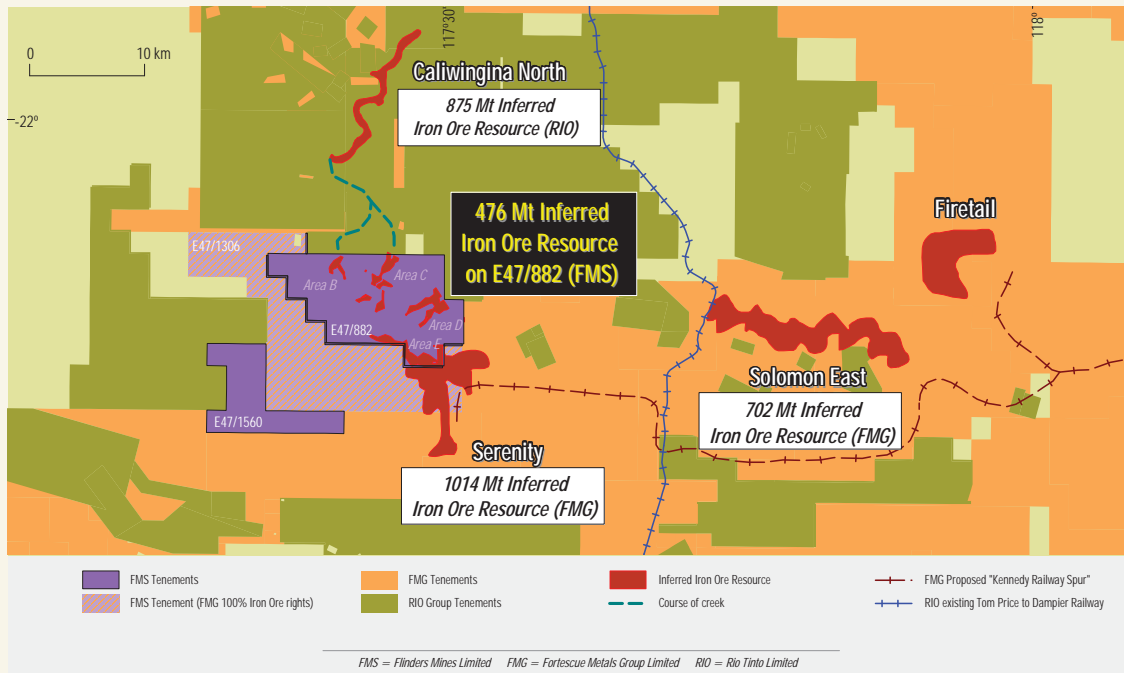 0 10 km
117⁰30'
118⁰
-22⁰
Caliwingina North
875 Mt Inferred
Iron Ore Resource (RIO)
476 Mt Inferred
Iron Ore Resource
on E47/882 (FMS)
Firetail
E47/1306
Area B
Area C
Area D
E47/882
Area E
E47/1560
Solomon East
702 Mt Inferred
Iron Ore Resource (FMG)
Serenity
1014 Mt Inferred
Iron Ore Resource (FMG)
FMS Tenements
FMG Tenements
Inferred Iron Ore Resource
FMG Proposed "Kennedy Railway Spur"
FMS Tenement (FMG 100% Iron Ore rights)
RIO Group Tenements
Course of creek
RIO existing Tom Price to Dampier Railway
FMS = Flinders Mines Limited FMG = Fortescue Metals Group Limited RIO = Rio Tinto Limited